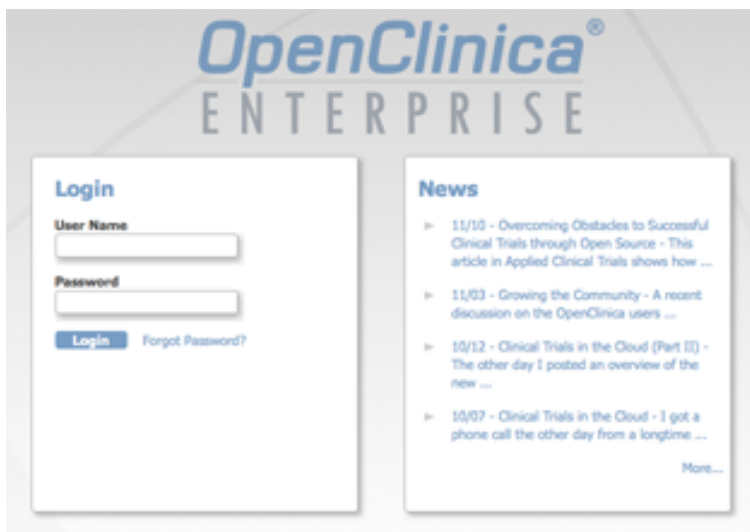 OpenClinica®
ENTERPRISE
Login
User Name
Password
Login Forgot Password?
News
11/10 - Overcoming Obstacles to Successful
Clinical Trials through Open Source - This
article in Applied Clinical Trials shows how ...
11/03 - Growing the Community - A recent
discussion on the OpenClinica users ...
10/12 - Clinical Trials in the Cloud (Part II) -
The other day I posted an overview of the
new ...
10/07 - Clinical Trials in the Cloud - I got a
phone call the other day from a longtime ...
More...